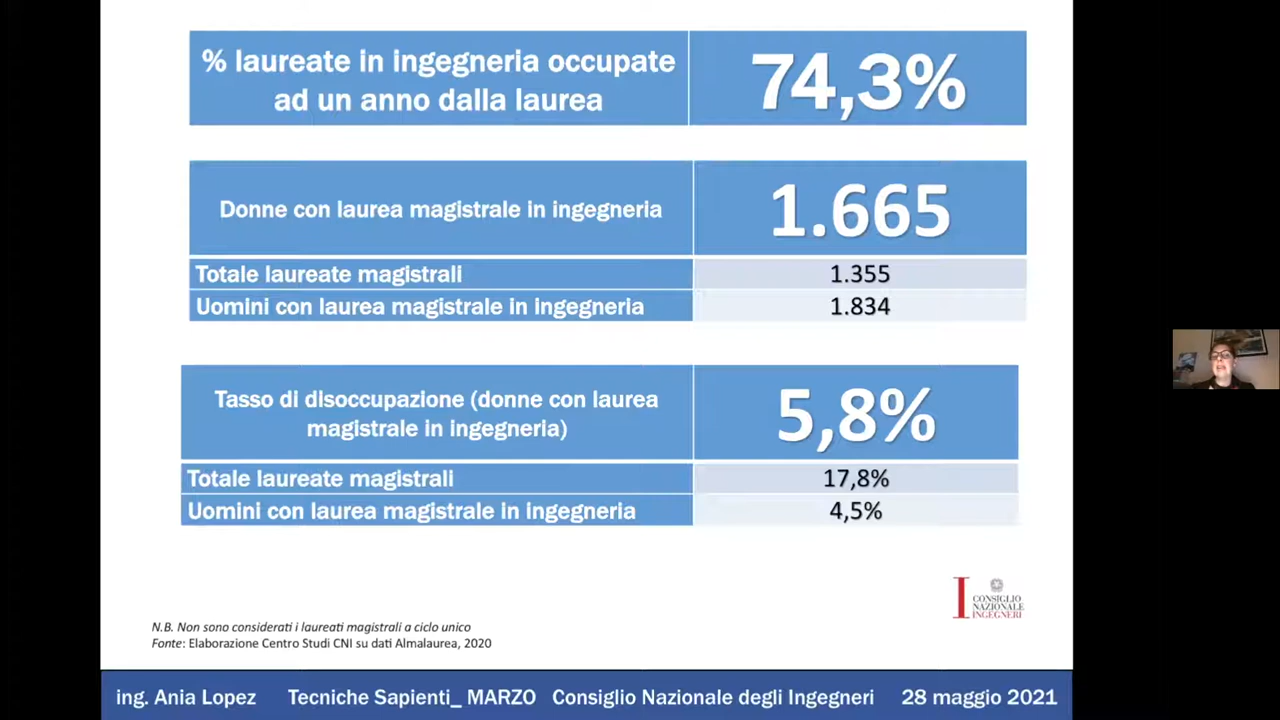 % laureate in ingegneria occupate
ad un anno dalla laurea
74,3%
Donne con laurea magistrale in ingegneria
1.665
Totale laureate magistrali
1.355
Uomini con laurea magistrale in ingegneria
1.834
Tasso di disoccupazione (donne con laurea
magistrale in ingegneria)
5,8%
Totale laureate magistrali
17,8%
Uomini con laurea magistrale in ingegneria
4,5%
CONSIGLIO
NAZIONALE
INGEGNERI
N.B. Non sono considerati i laureati magistrali a ciclo unico
Fonte: Elaborazione Centro Studi CNI su dati Almalaurea, 2020
ing. Ania Lopez Tecniche Sapienti_ MARZO Consiglio Nazionale degli Ingegneri 28 maggio 2021